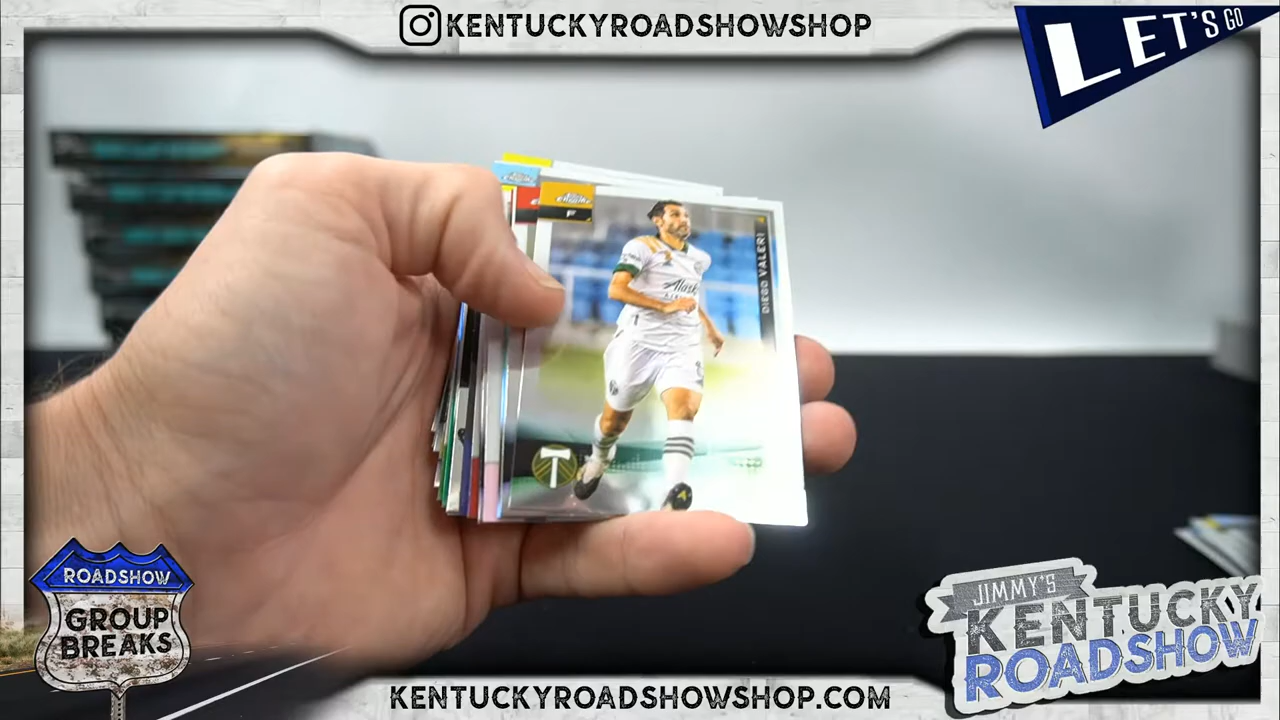 KENTUCKYROADSHOWSHOP
LET'S GO
F
DIEGO VALERI
Alaska
ROADSHOW
GROUP
BREAKS
JIMMY'S
KENTUCKY
ROADSHOW
KENTUCKYROADSHOWSHOP.COM